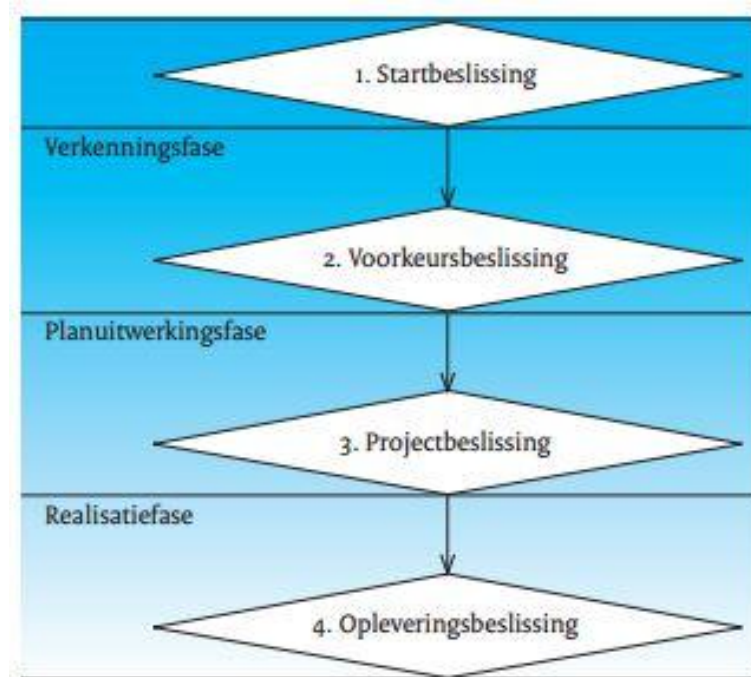 1. Startbeslissing
Verkenningsfase
2. Voorkeursbeslissing
Planuitwerkingsfase
3. Projectbeslissing
Realisatiefase
4. Opleveringsbeslissing